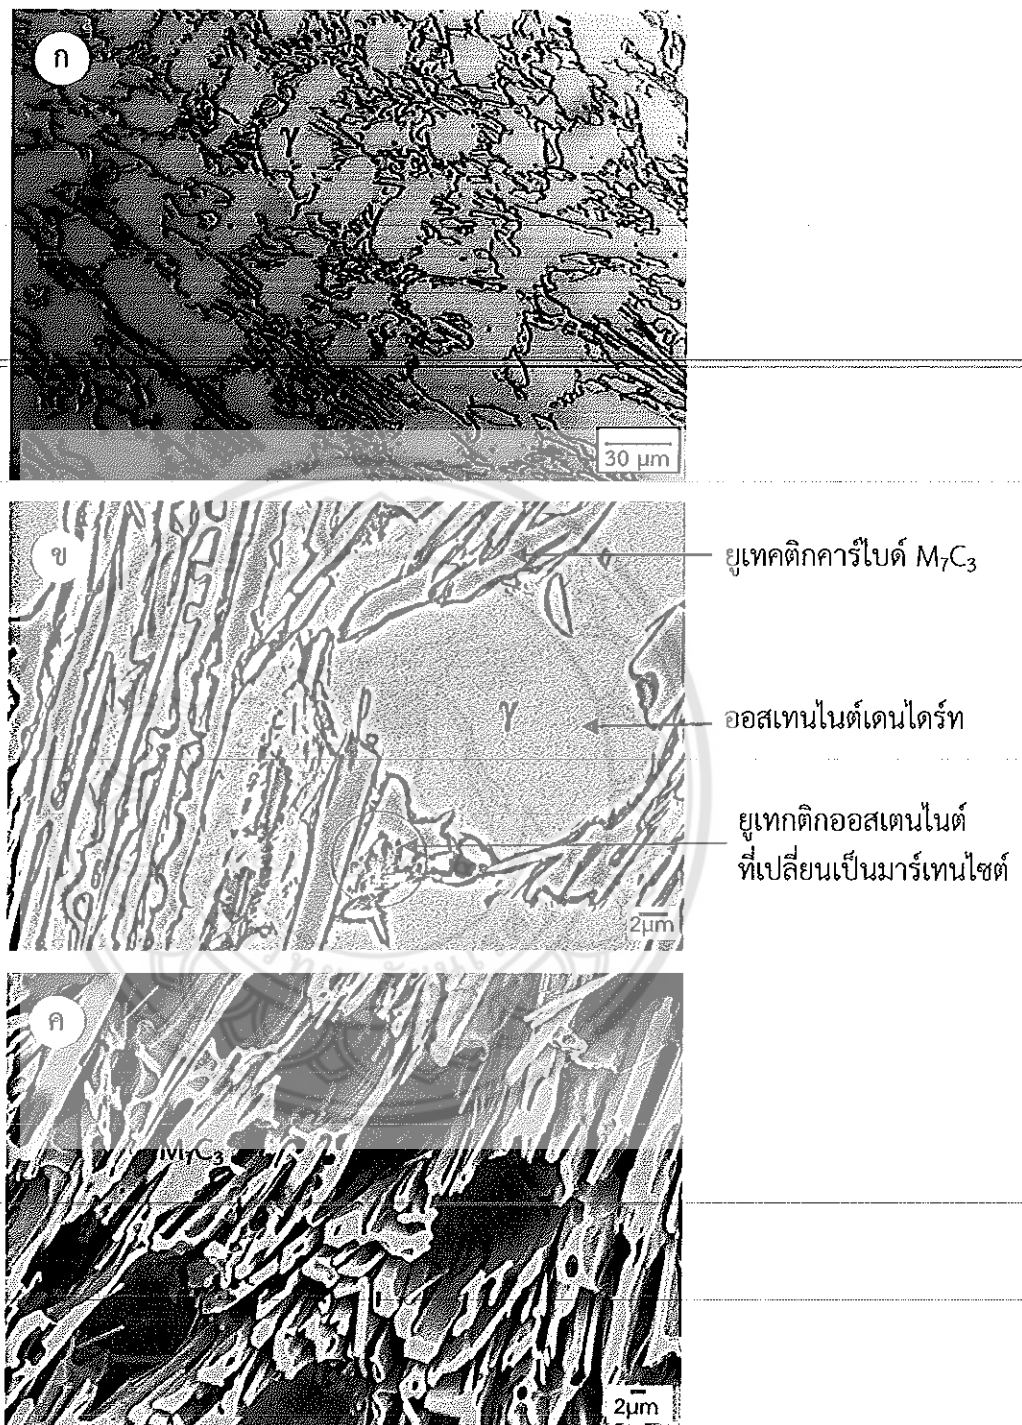 ก
γ
30 µm
ข
ยูเทคติกคาร์ไบด์ M₇C₃
γ
ออสเทนไนต์เดนไดร์ท
ยูเทกติกออสเตนไนต์
ที่เปลี่ยนเป็นมาร์เทนไซต์
2µm
ค
M₇C₃
2µm